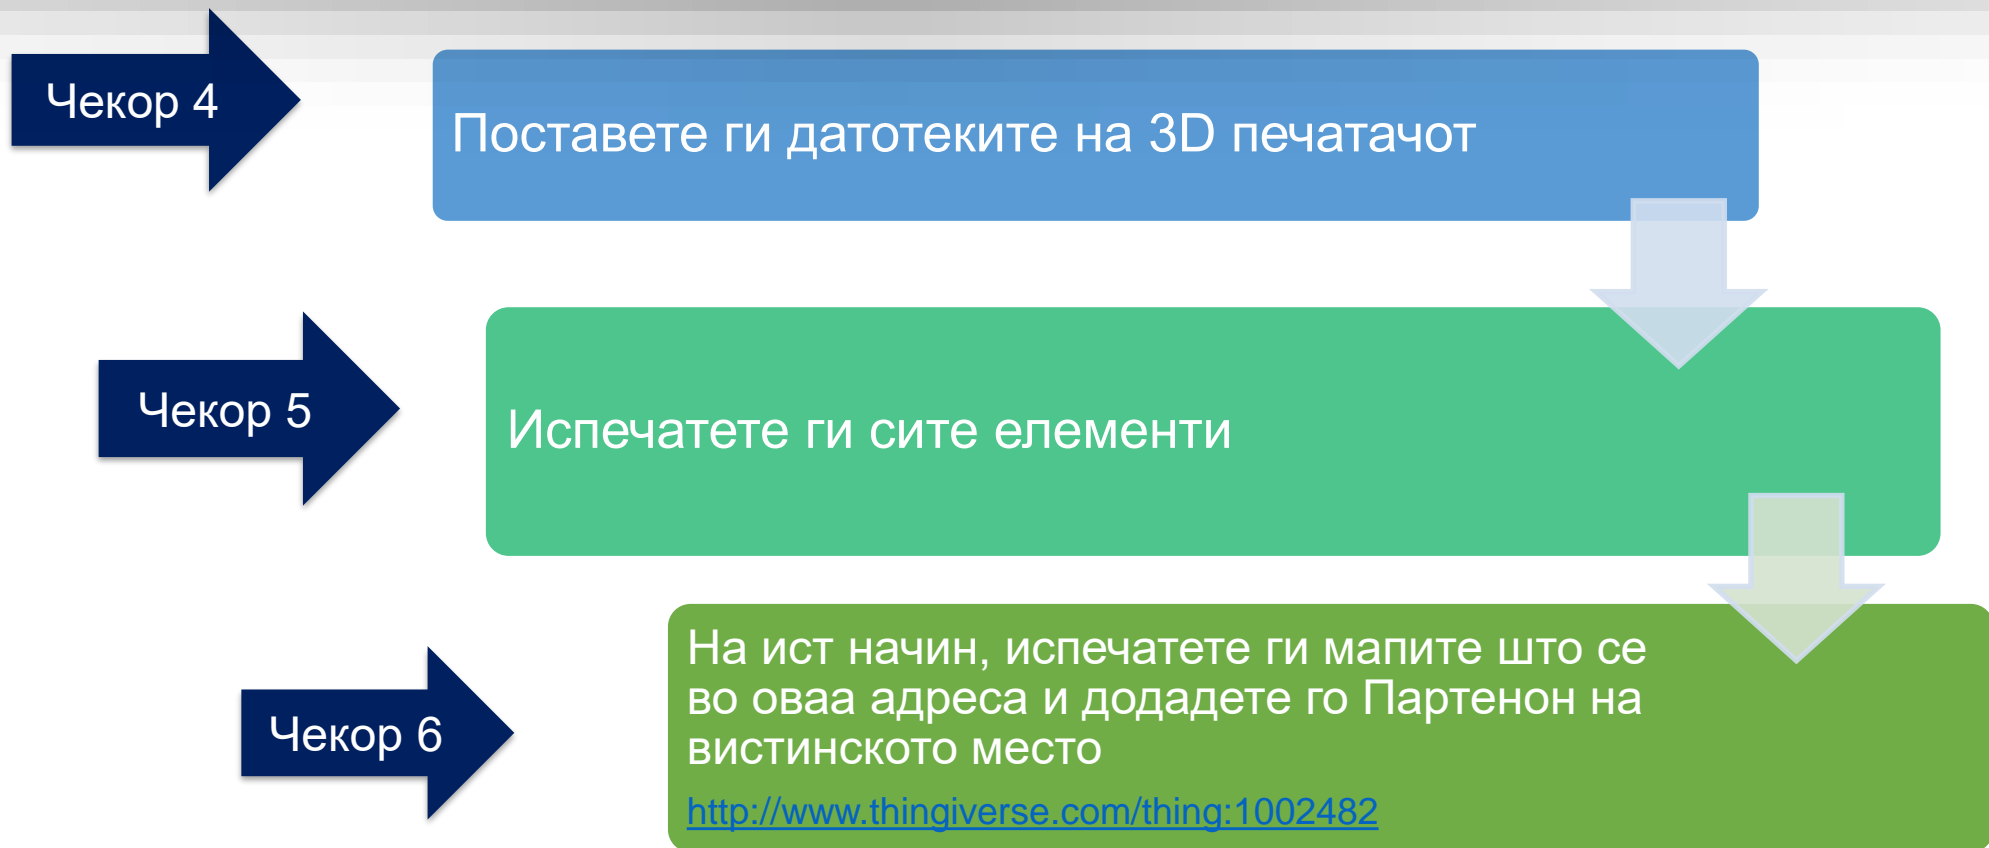 Чекор 4
Поставете ги датотеките на 3D печатачот
Чекор 5
Испечатете ги сите елементи
Чекор 6
На ист начин, испечатете ги мапите што се
во оваа адреса и додадете го Партенон на
вистинското место
http://www.thingiverse.com/thing:1002482